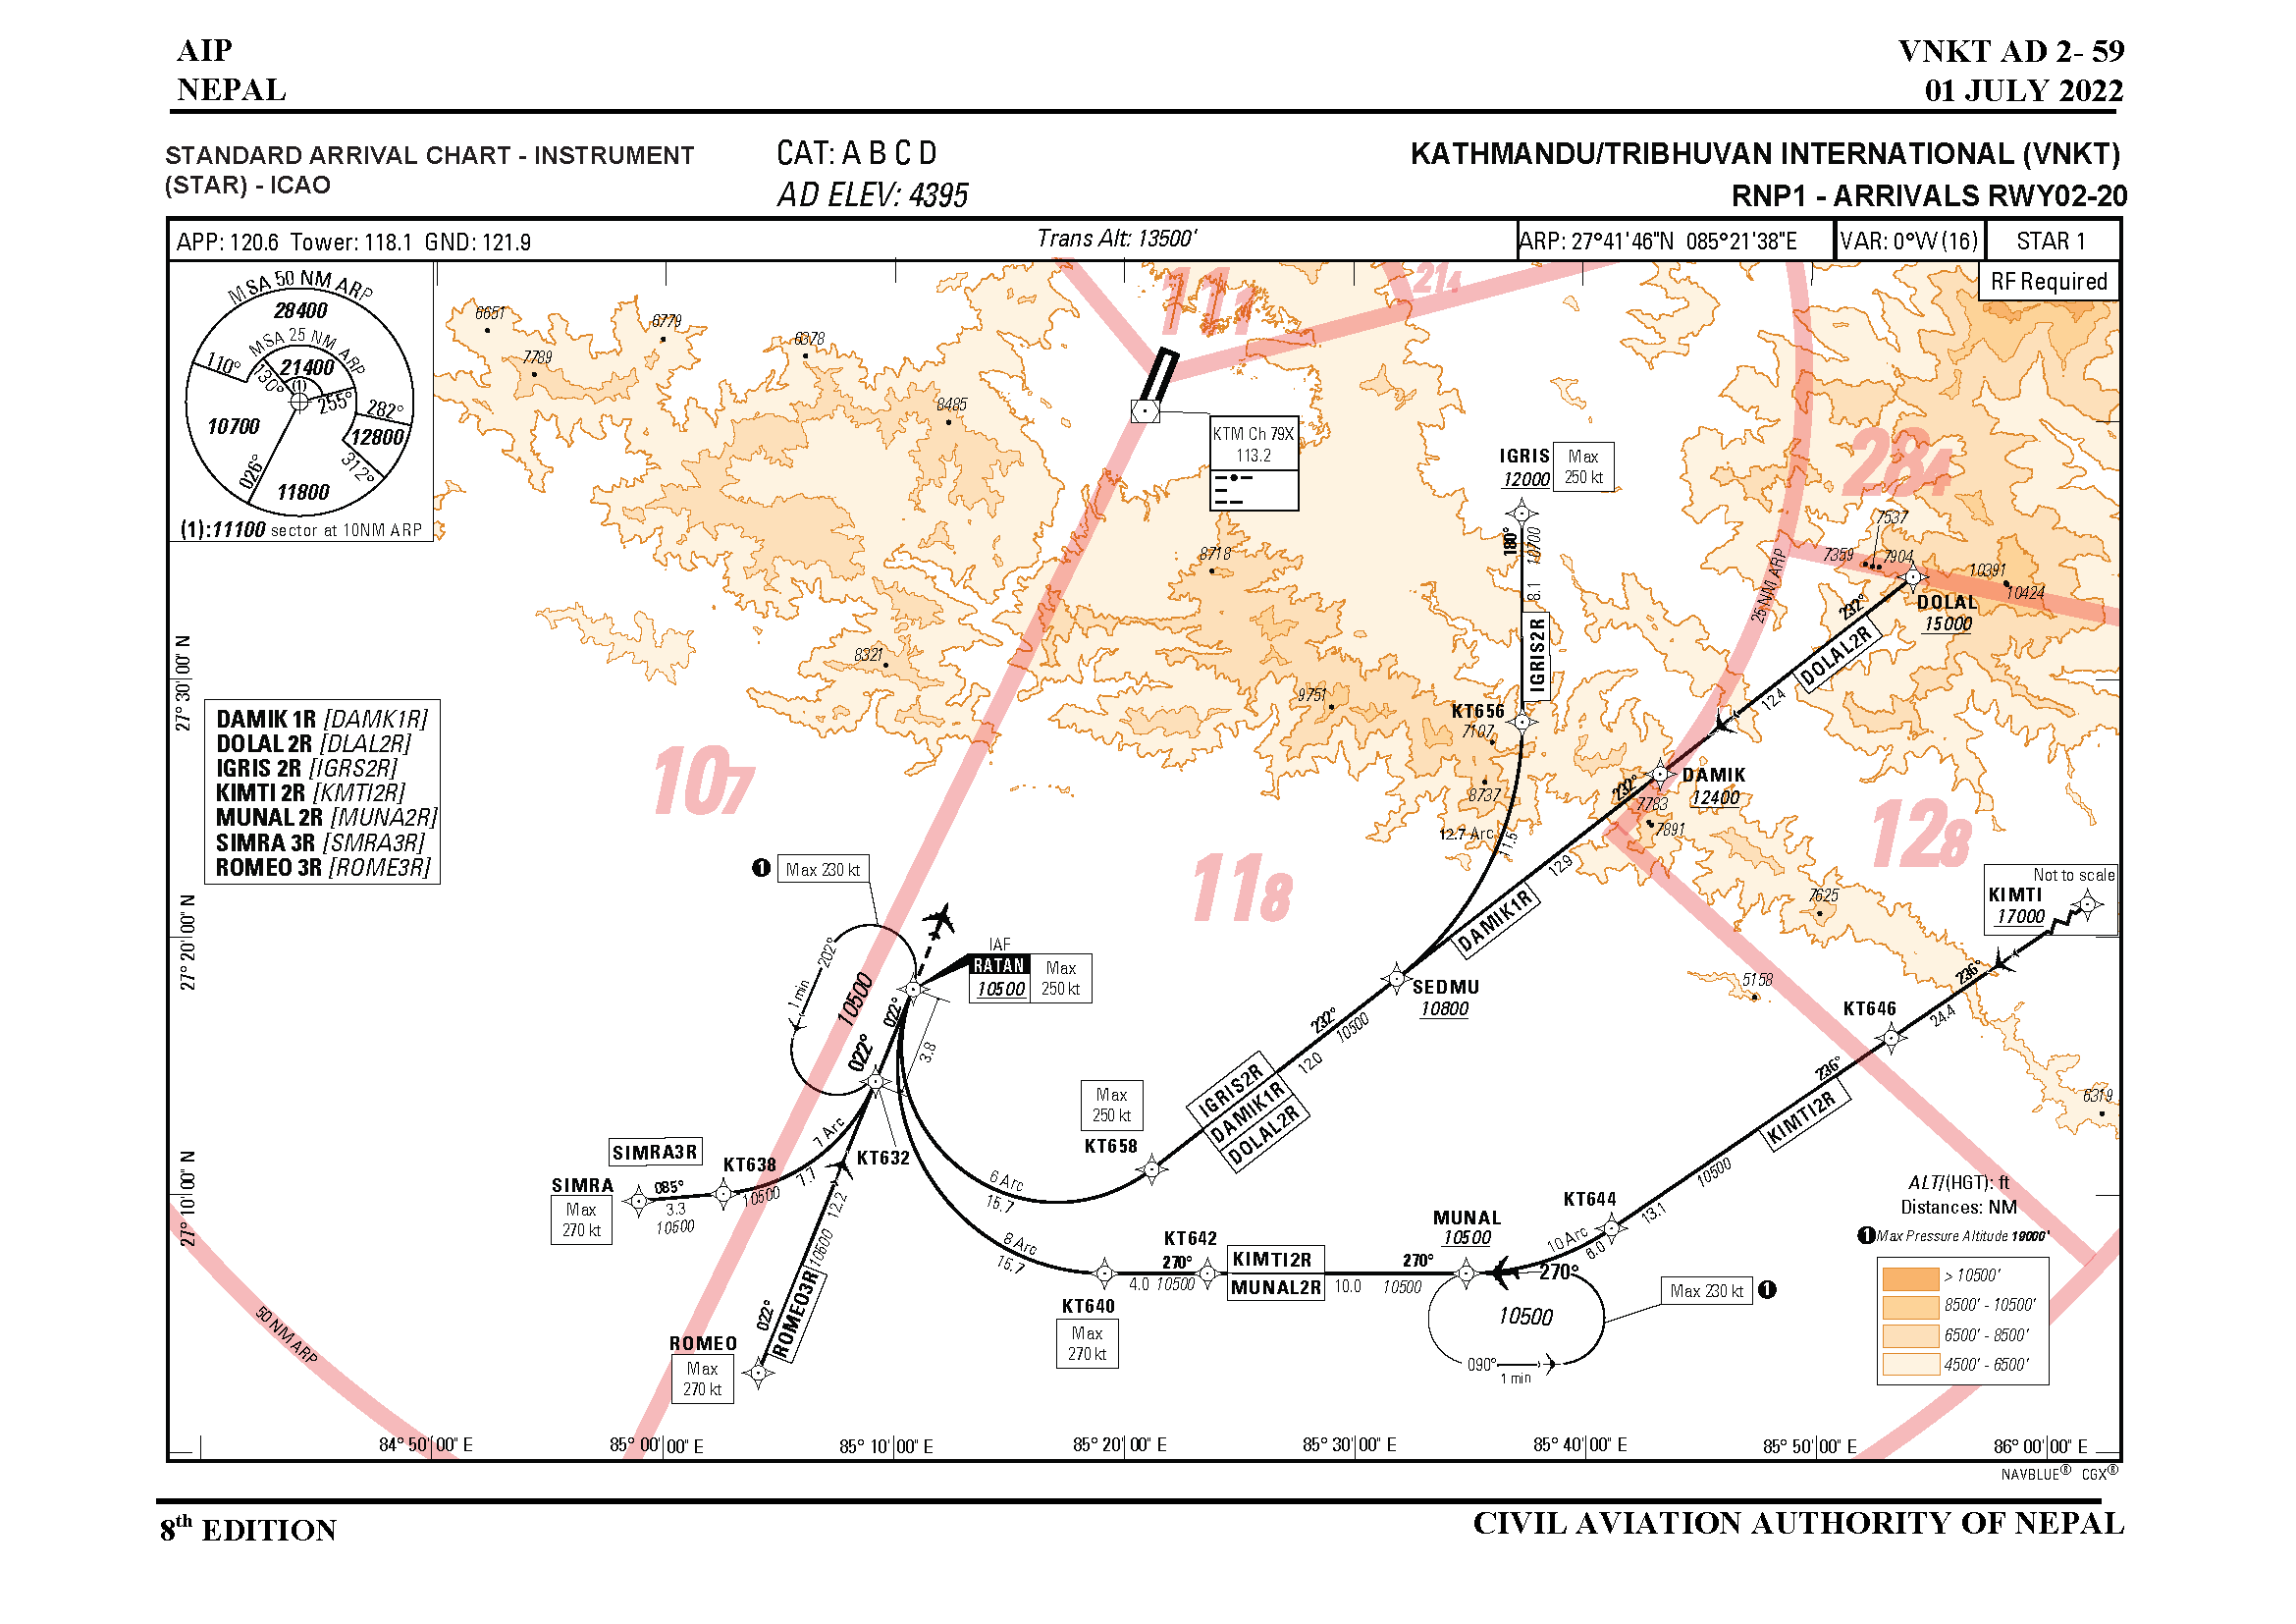 AIP
NEPAL
VNKT AD 2- 59
01 JULY 2022
STANDARD ARRIVAL CHART - INSTRUMENT
(STAR) - ICAO
CAT: A B C D
AD ELEV: 4395
KATHMANDU/TRIBHUVAN INTERNATIONAL (VNKT)
RNP1 - ARRIVALS RWY02-20
APP: 120.6 Tower: 118.1 GND: 121.9
Trans Alt: 13500'
ARP: 27°41'46"N 085°21'38"E
VAR: 0°W (16)
STAR 1
RF Required
MSA 50 NM ARP
28400
MSA 25 NM ARP
21400
110°
130°
(1)
255°
282°
10700
12800
026°
312°
11800
(1):11100 sector at 10NM ARP
6651
6779
7789
6378
8485
111
214
KTM Ch 79X
113.2
IGRIS
12000
Max
250 kt
180°
10700
8.1
IGRIS2R
284
7537
7359
7904
10391
10424
25 NM ARP
DOLAL
15000
232°
DOLAL2R
12.4
8718
8321
9751
KT656
7107
8737
12.7 Arc
11.5
232°
DAMIK
12400
7783
7891
12.9
DAMIK1R
27° 30' 00" N
DAMIK 1R [DAMK1R]
DOLAL 2R [DLAL2R]
IGRIS 2R [IGRS2R]
KIMTI 2R [KMTI2R]
MUNAL 2R [MUNA2R]
SIMRA 3R [SMRA3R]
ROMEO 3R [ROME3R]
107
118
128
Not to scale
KIMTI
17000
7625
5158
6319
236°
24.4
KT646
236°
KIMTI2R
10500
13.1
27° 20' 00" N
1
Max 230 kt
202°
1 min
10500
022°
022°
IAF
RATAN
10500
Max
250 kt
3.8
SEDMU
10800
232°
10500
12.0
IGRIS2R
DAMIK1R
DOLAL2R
Max
250 kt
KT658
6 Arc
15.7
27° 10' 00" N
SIMRA3R
SIMRA
Max
270 kt
085°
3.3
10500
KT638
10500
7.7
7 Arc
KT632
12.2
10600
ROMEO3R
022°
ROMEO
Max
270 kt
50 NM ARP
8 Arc
15.7
KT640
Max
270 kt
KT642
270°
4.0 10500
KIMTI2R
MUNAL2R
10.0
270°
10500
MUNAL
10500
KT644
10 Arc
6.0
270°
10500
090°
1 min
Max 230 kt
1
ALT/(HGT): ft
Distances: NM
1 Max Pressure Altitude 19000'
> 10500'
8500' - 10500'
6500' - 8500'
4500' - 6500'
84° 50' 00" E
85° 00' 00" E
85° 10' 00" E
85° 20' 00" E
85° 30' 00" E
85° 40' 00" E
85° 50' 00" E
86° 00' 00" E
NAVBLUE® CGX®
8th EDITION
CIVIL AVIATION AUTHORITY OF NEPAL